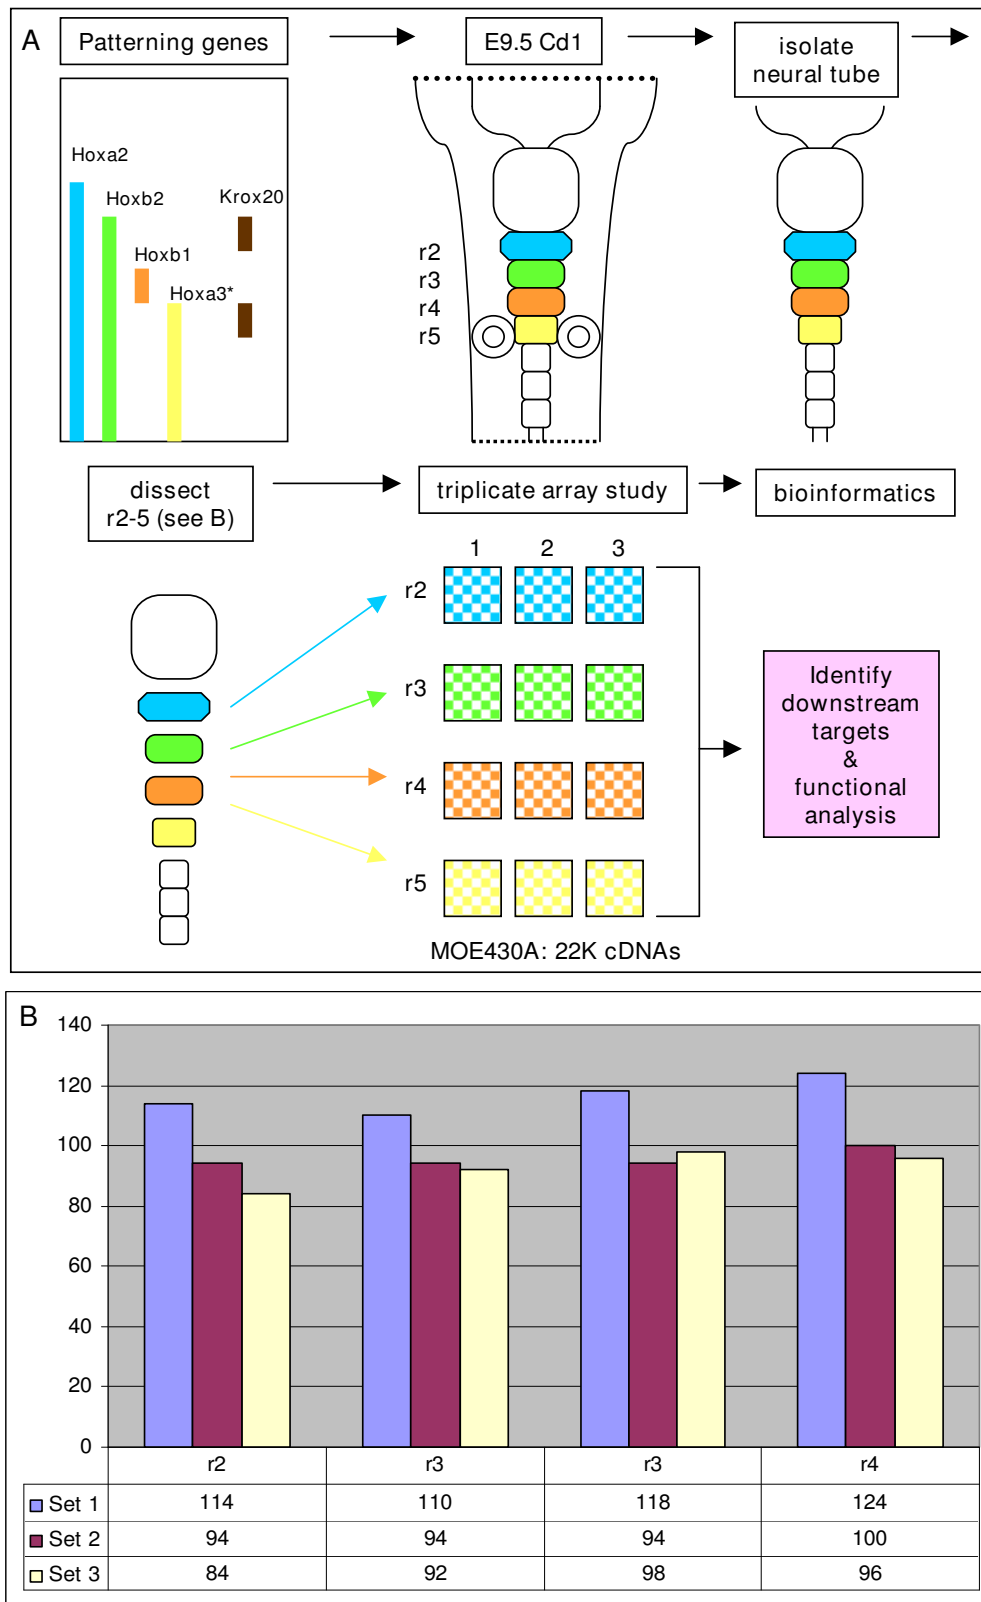 A
Patterning genes
E9.5 Cd1
isolate
neural tube
Hoxa2
Hoxb2
Krox20
Hoxb1
Hoxa3*
r2
r3
r4
r5
dissect
r2-5 (see B)
triplicate array study
bioinformatics
1 2 3
r2
r3
r4
r5
Identify
downstream
targets
&
functional
analysis
MOE430A: 22K cDNAs
B
140
120
100
80
60
40
20
0
r2 r3 r3 r4
Set 1 114 110 118 124
Set 2 94 94 94 100
Set 3 84 92 98 96